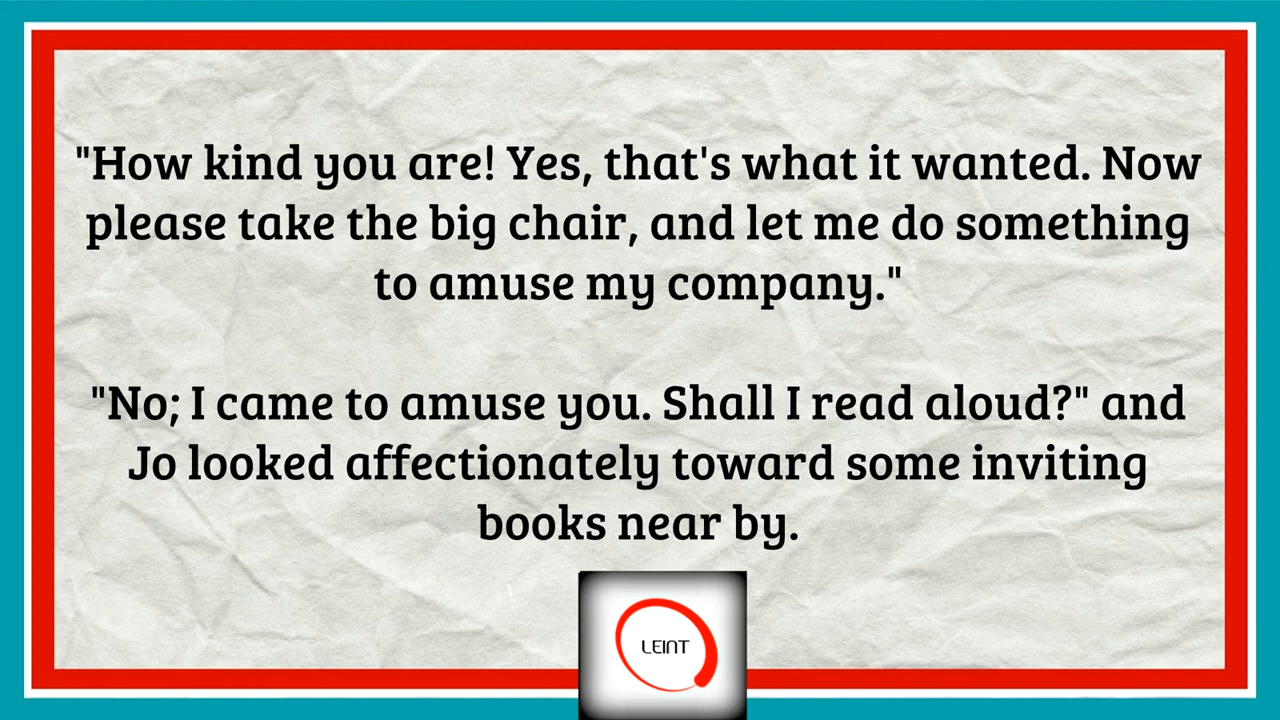 "How kind you are! Yes, that's what it wanted. Now
please take the big chair, and let me do something
to amuse my company."
"No; I came to amuse you. Shall I read aloud?" and
Jo looked affectionately toward some inviting
books near by.
LEINT